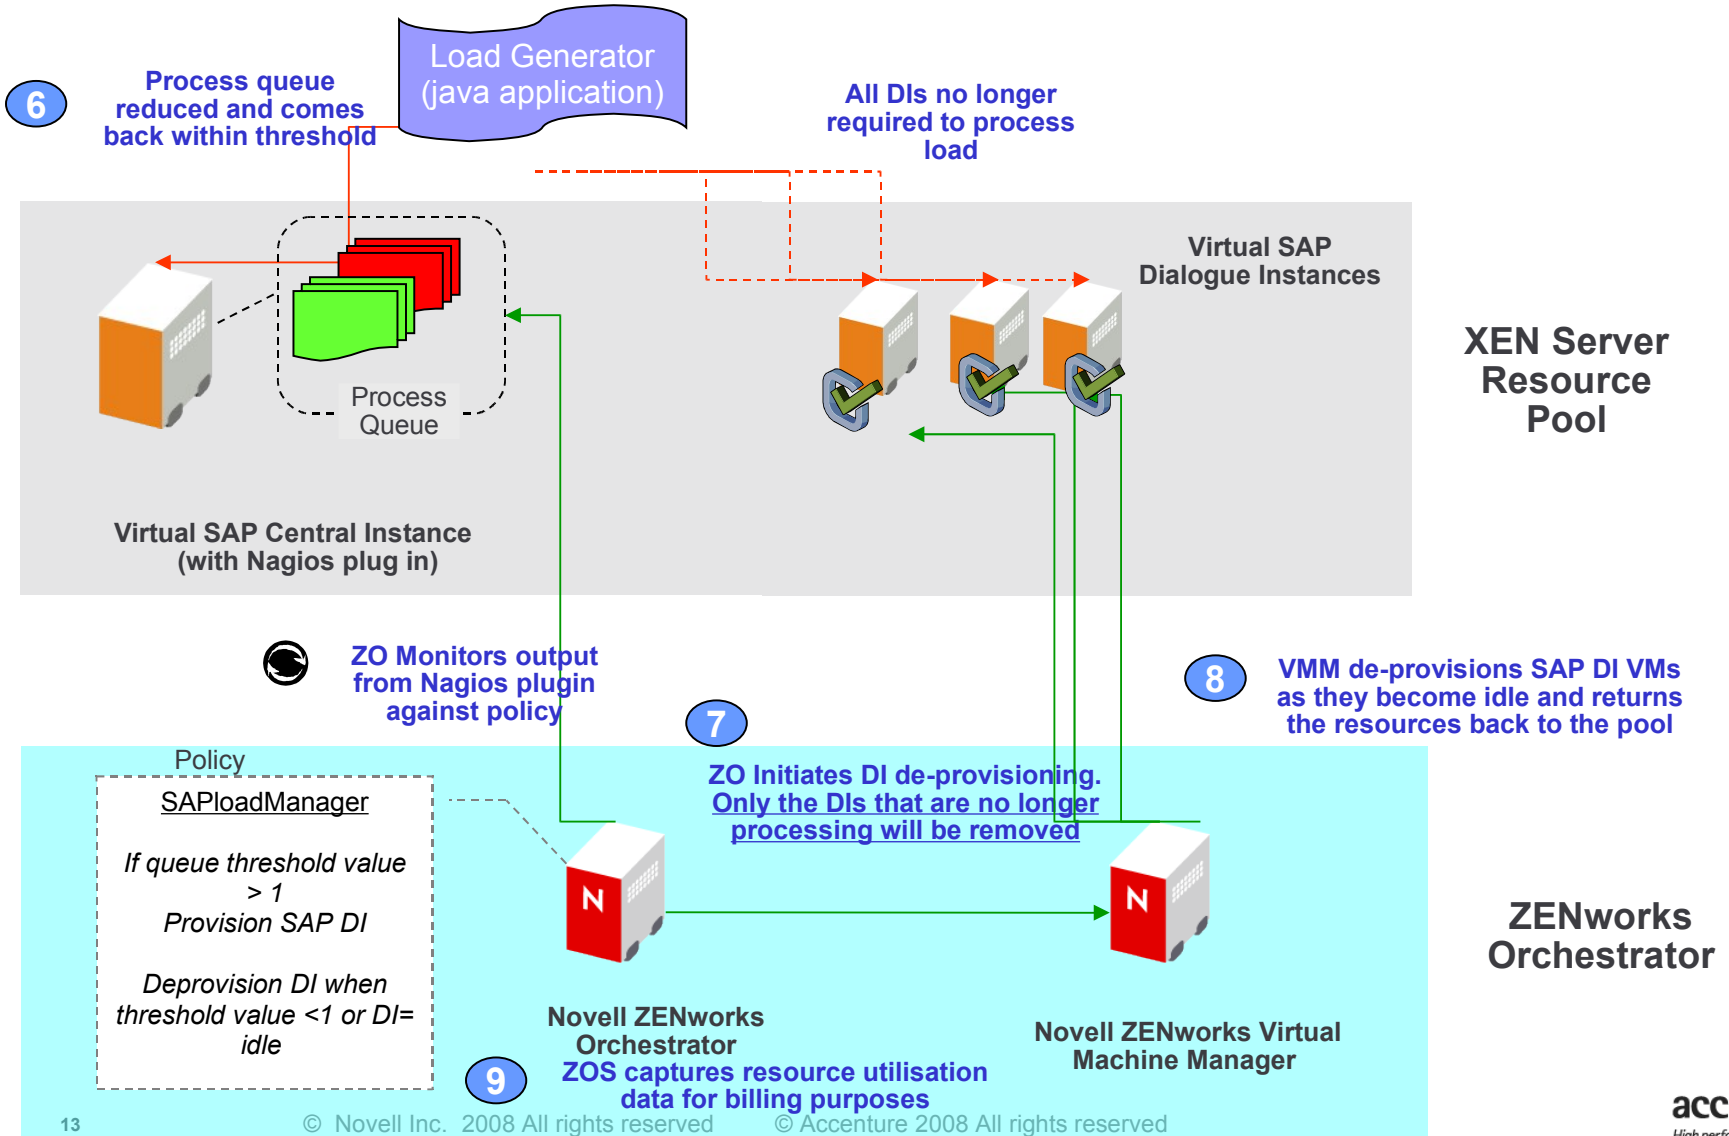 Load Generator
(java application)
6
Process queue
reduced and comes
back within threshold
All DIs no longer
required to process
load
Virtual SAP
Dialogue Instances
XEN Server
Resource
Pool
Process
Queue
Virtual SAP Central Instance
(with Nagios plug in)
ZO Monitors output
from Nagios plugin
against policy
7
8
VMM de-provisions SAP DI VMs
as they become idle and returns
the resources back to the pool
Policy
SAPloadManager
If queue threshold value
> 1
Provision SAP DI
Deprovision DI when
threshold value <1 or DI=
idle
ZO Initiates DI de-provisioning.
Only the DIs that are no longer
processing will be removed
N
N
ZENworks
Orchestrator
Novell ZENworks
Orchestrator
Novell ZENworks Virtual
Machine Manager
9
ZOS captures resource utilisation
data for billing purposes
13
© Novell Inc. 2008 All rights reserved
© Accenture 2008 All rights reserved
acc
High perfo